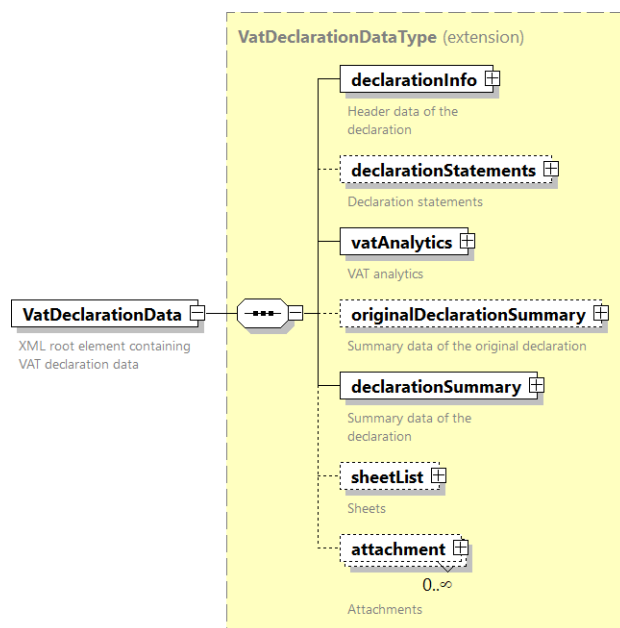 VatDeclarationDataType (extension)
declarationInfo
Header data of the
declaration
declarationStatements
Declaration statements
vatAnalytics
VAT analytics
VatDeclarationData
XML root element containing
VAT declaration data
originalDeclarationSummary
Summary data of the original declaration
declarationSummary
Summary data of the
declaration
sheetList
Sheets
attachment
0..∞
Attachments